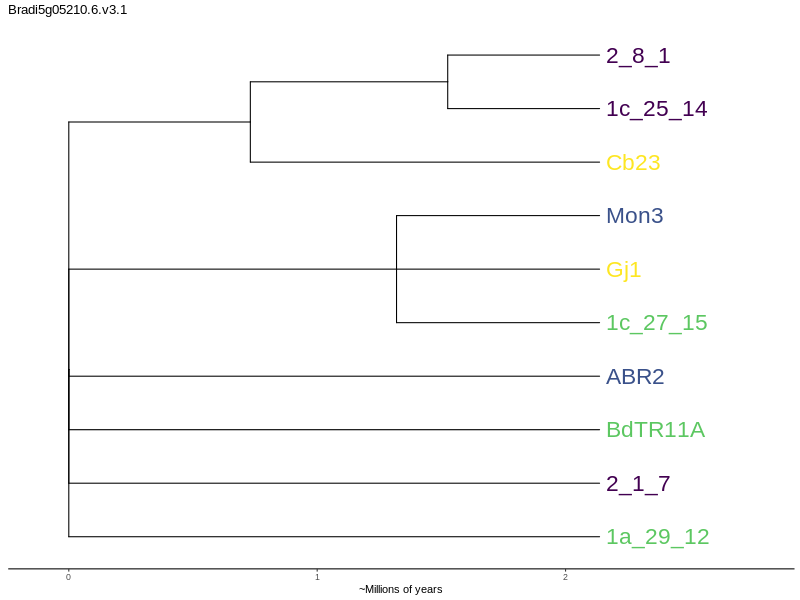 Bradi5g05210.6.v3.1
2_8_1
1c_25_14
Cb23
Mon3
Gj1
1c_27_15
ABR2
BdTR11A
2_1_7
1a_29_12
0 1 2
~Millions of years